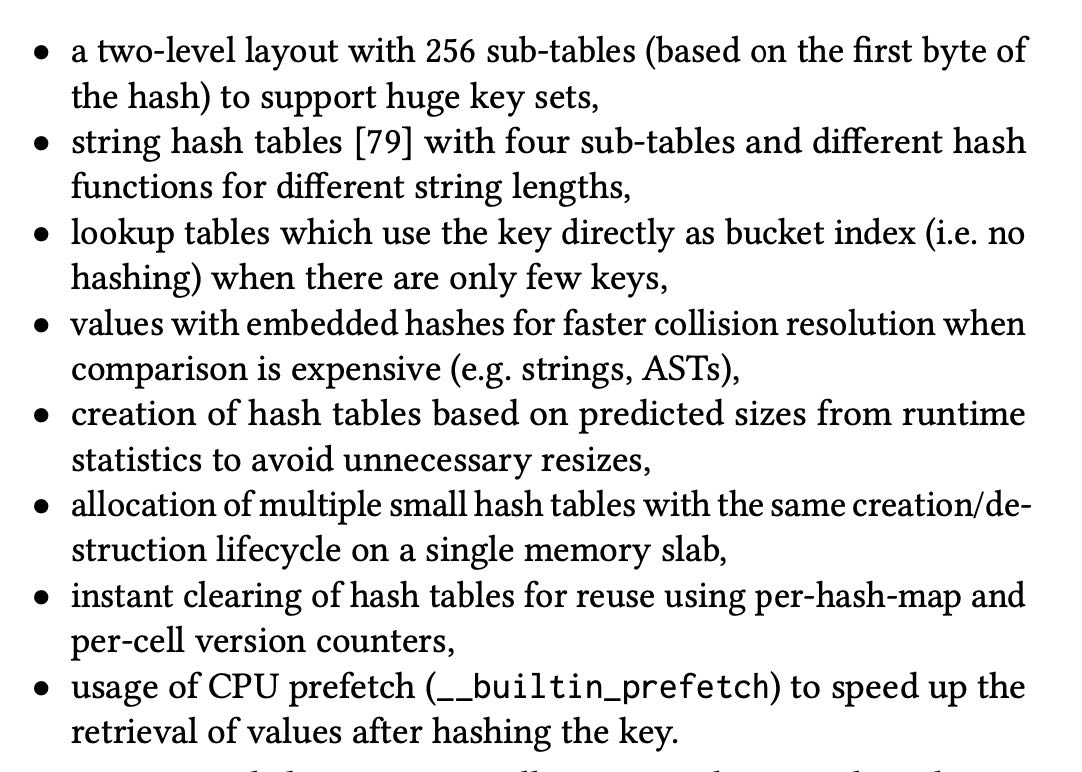 • a two-level layout with 256 sub-tables (based on the first byte of
the hash) to support huge key sets,
• string hash tables [79] with four sub-tables and different hash
functions for different string lengths,
• lookup tables which use the key directly as bucket index (i.e. no
hashing) when there are only few keys,
• values with embedded hashes for faster collision resolution when
comparison is expensive (e.g. strings, ASTs),
• creation of hash tables based on predicted sizes from runtime
statistics to avoid unnecessary resizes,
• allocation of multiple small hash tables with the same creation/de-
struction lifecycle on a single memory slab,
• instant clearing of hash tables for reuse using per-hash-map and
per-cell version counters,
• usage of CPU prefetch (__builtin_prefetch) to speed up the
retrieval of values after hashing the key.